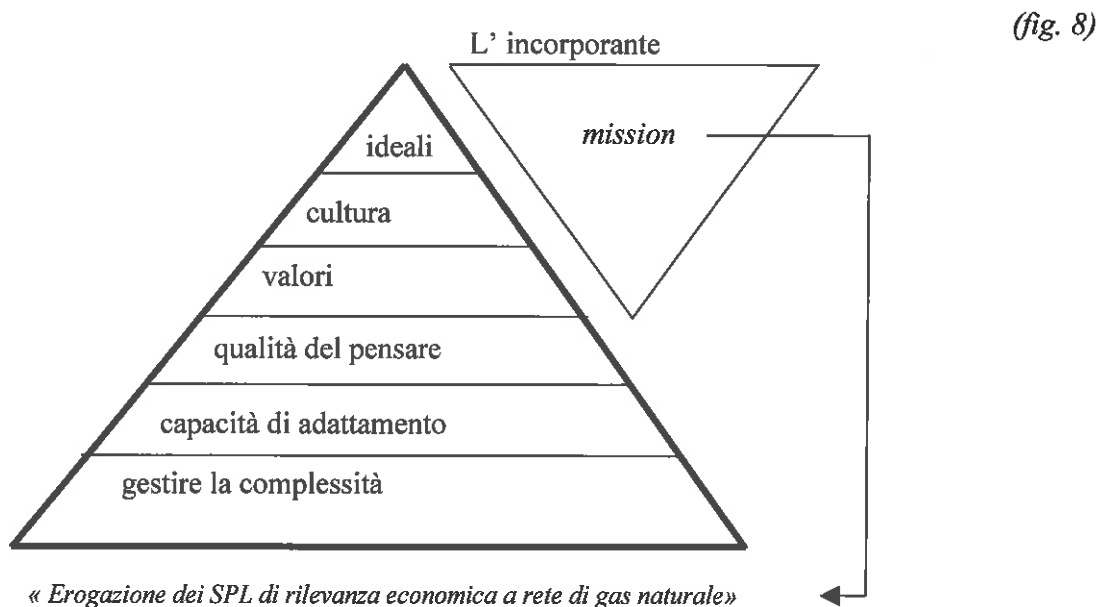 (fig. 8)
L' incorporante
mission
ideali
cultura
valori
qualità del pensare
capacità di adattamento
gestire la complessità
« Erogazione dei SPL di rilevanza economica a rete di gas naturale»